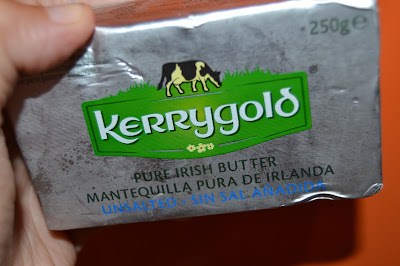 250g℮
Kerrygold
®
PURE IRISH BUTTER
MANTEQUILLA PURA DE IRLANDA
UNSALTED - SIN SAL AÑADIDA